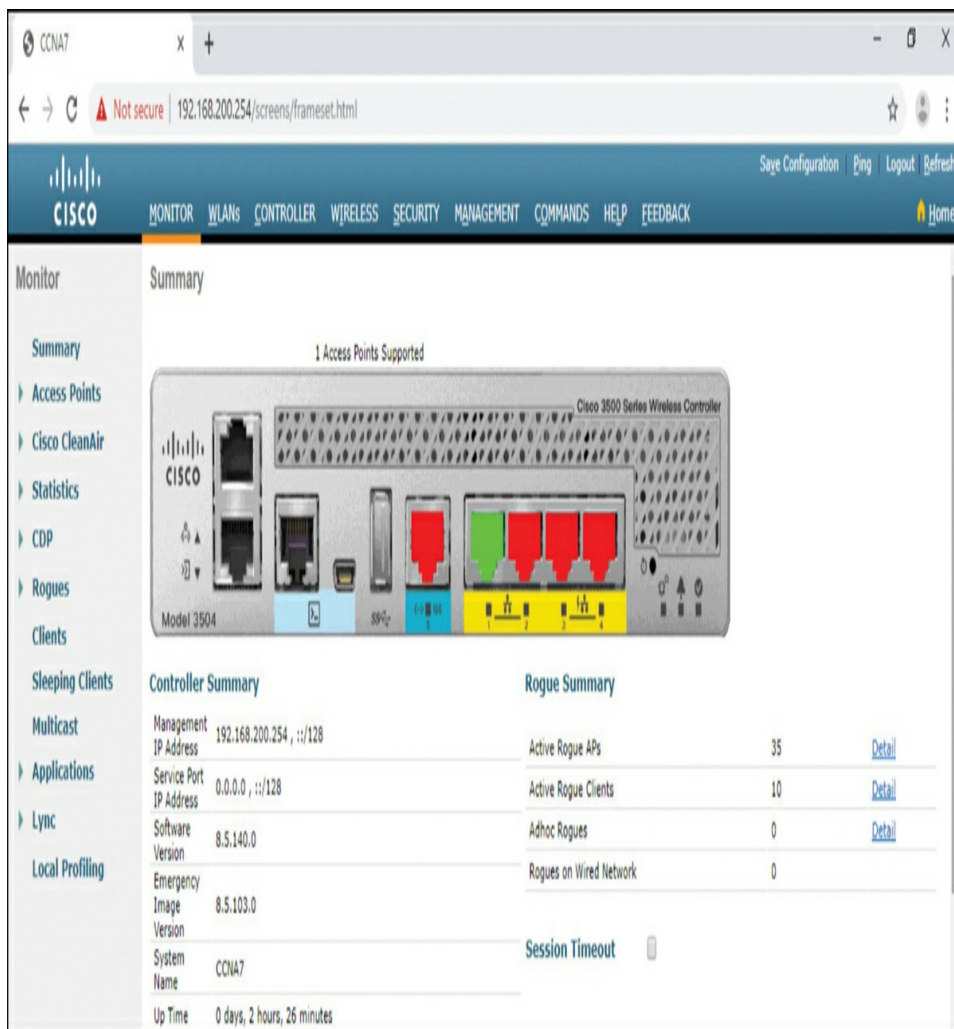 CCNA7
Not secure | 192.168.200.254/screens/frameset.html
Save Configuration | Ping | Logout | Refresh
CISCO
MONITOR WLANs CONTROLLER WIRELESS SECURITY MANAGEMENT COMMANDS HELP FEEDBACK
Home
Monitor
Summary
Access Points
Cisco CleanAir
Statistics
CDP
Rogues
Clients
Sleeping Clients
Multicast
Applications
Lync
Local Profiling
Summary
1 Access Points Supported
Cisco 3500 Series Wireless Controller
CISCO
Model 3504
SS
5
1 2 3 4
Controller Summary
Management IP Address 192.168.200.254 , ::/128
Service Port IP Address 0.0.0.0 , ::/128
Software Version 8.5.140.0
Emergency Image Version 8.5.103.0
System Name CCNA7
Up Time 0 days, 2 hours, 26 minutes
Rogue Summary
Active Rogue APs 35 Detail
Active Rogue Clients 10 Detail
Adhoc Rogues 0 Detail
Rogues on Wired Network 0
Session Timeout